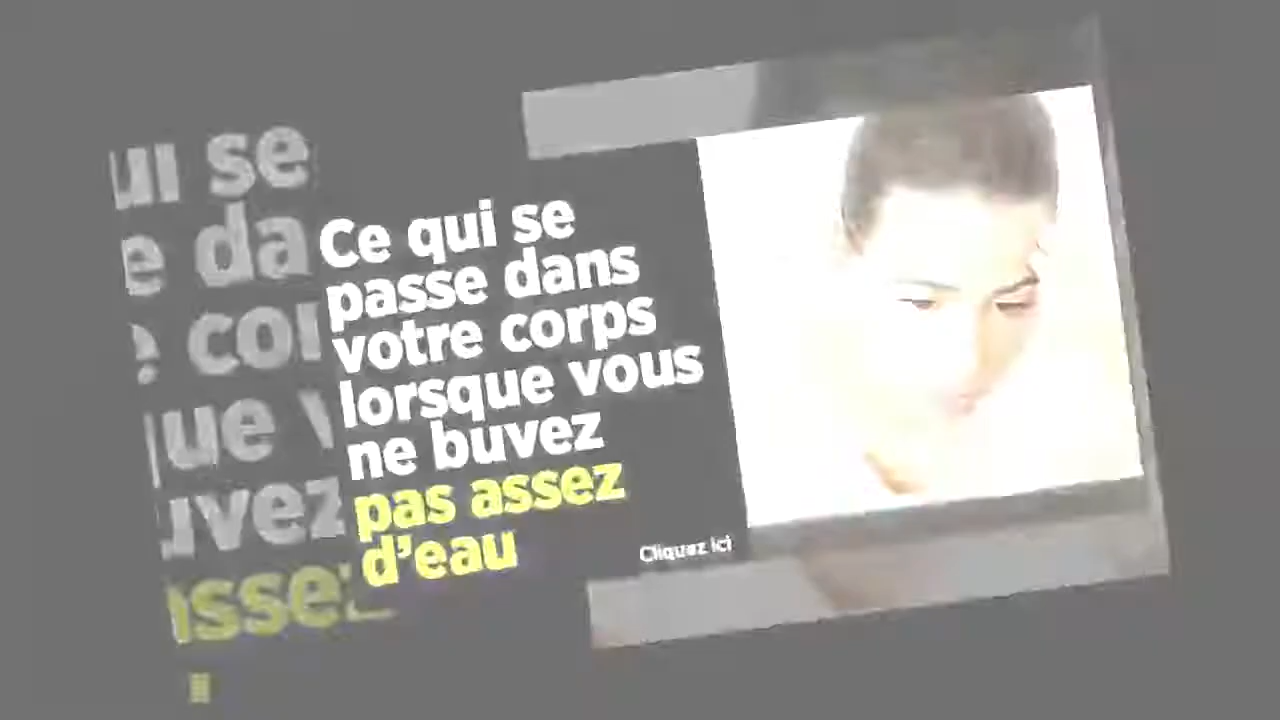 Ce qui se
passe dans
votre corps
lorsque vous
ne buvez
pas assez
d'eau
Cliquez ici